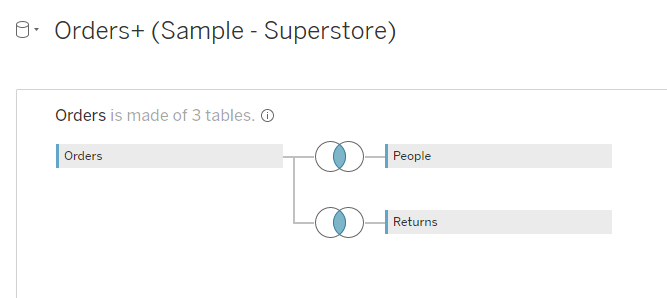 Orders+ (Sample - Superstore)
Orders is made of 3 tables.
Orders
People
Returns